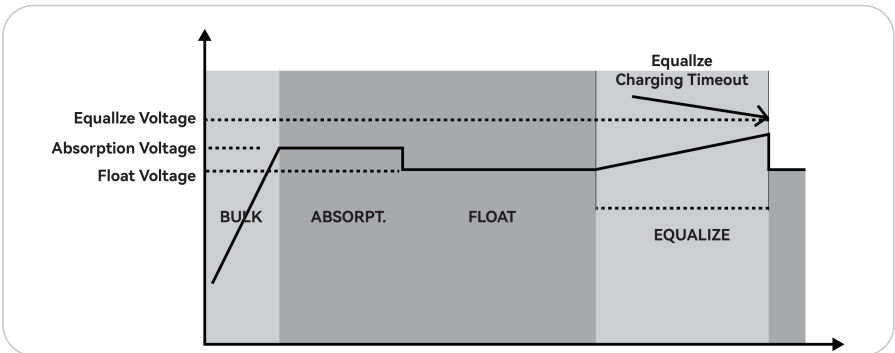 Equallze
Charging Timeout
Equallze Voltage
Absorption Voltage
Float Voltage
BULK
ABSORPT.
FLOAT
EQUALIZE